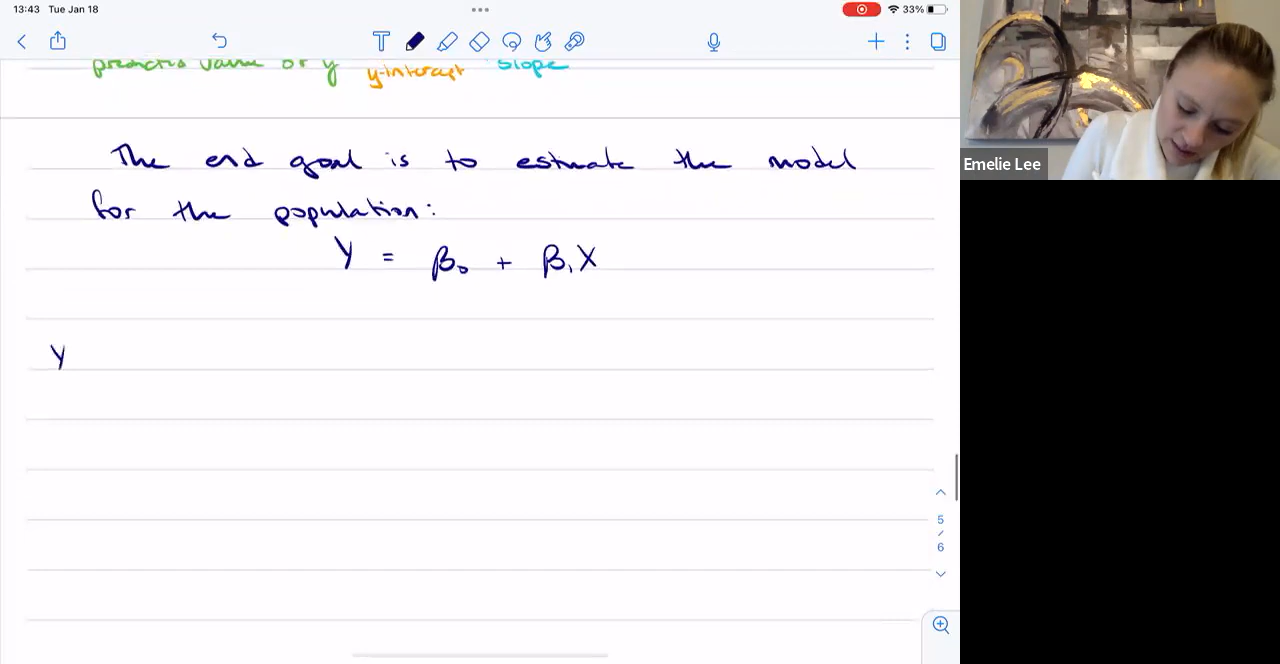 13:43 Tue Jan 18
33%
predicted value of y y-intercept slope
The end goal is to estimate the model
for the population:
Y = β₀ + β₁X
Y
5
/
6
Emelie Lee